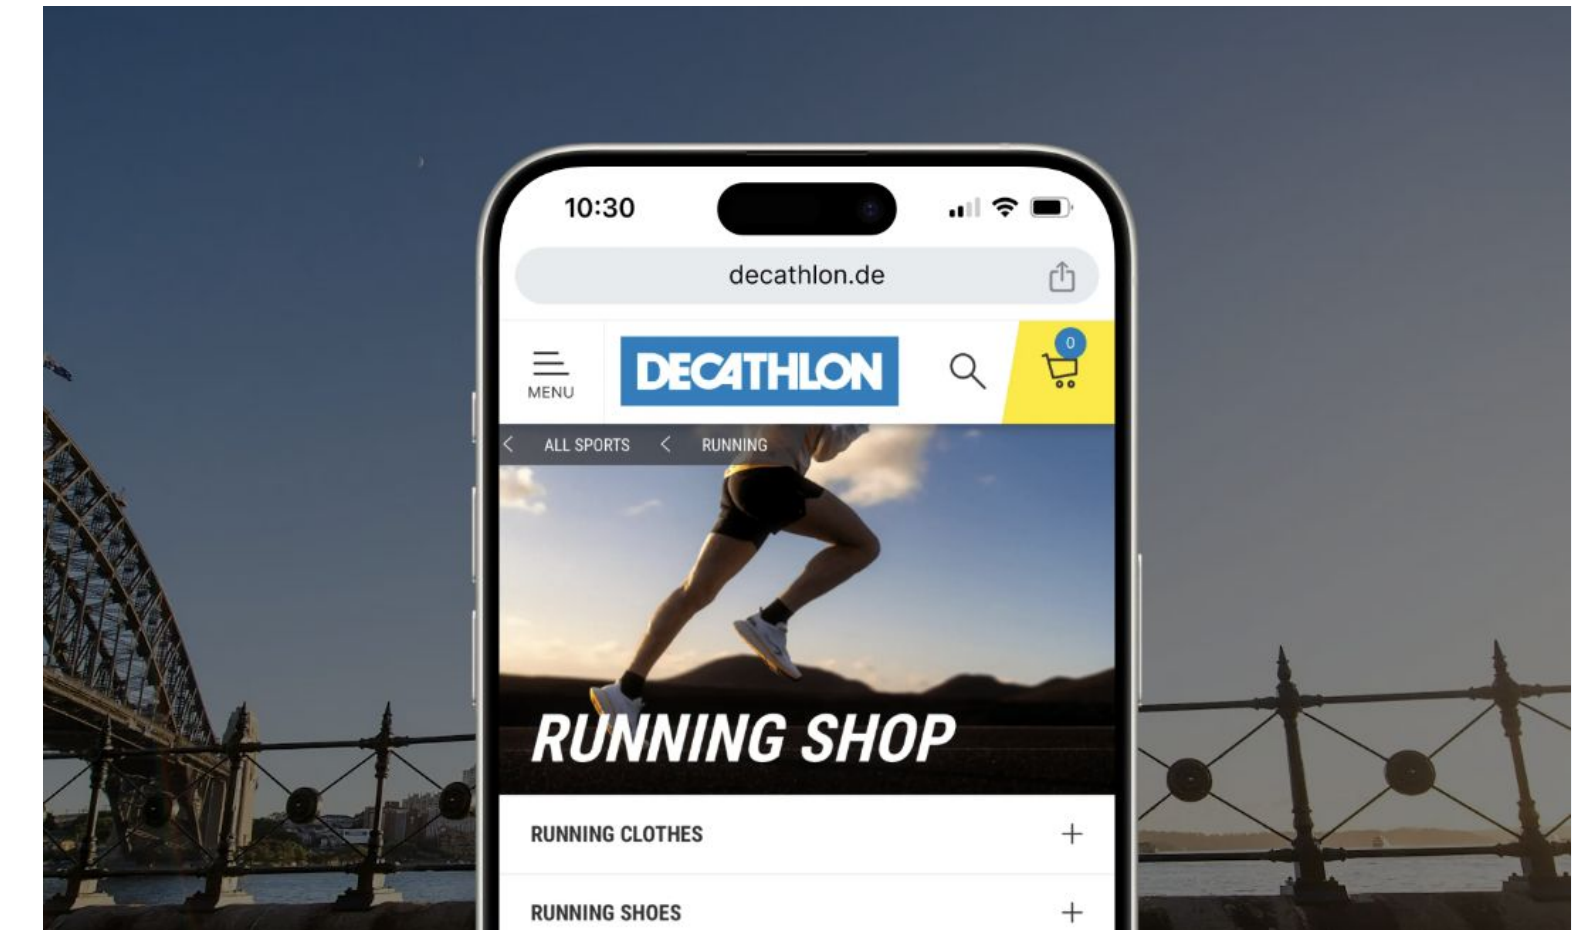 10:30
decathlon.de
MENU
DECATHLON
0
ALL SPORTS
RUNNING
RUNNING SHOP
RUNNING CLOTHES
RUNNING SHOES